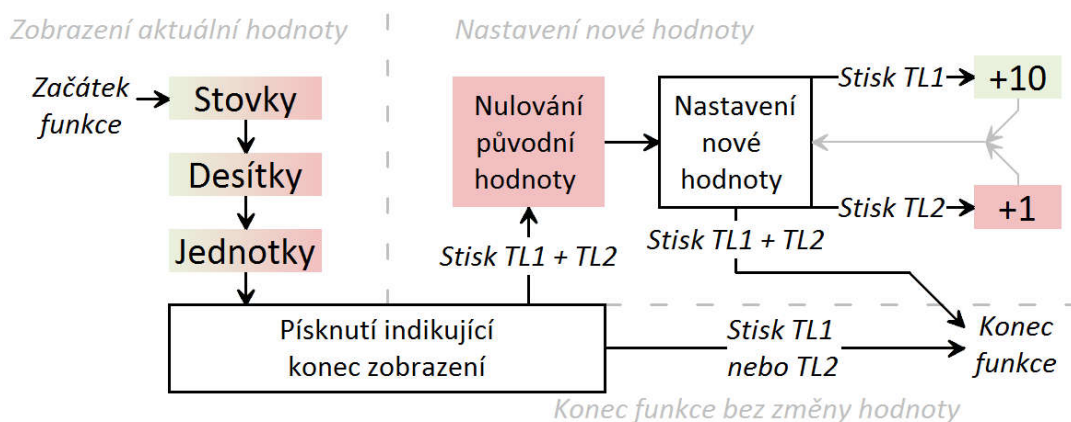 Zobrazení aktuální hodnoty
Začátek
funkce
Stovky
Desítky
Jednotky
Písknutí indikující
konec zobrazení
Nastavení nové hodnoty
Nulování
původní
hodnoty
Stisk TL1 + TL2
Nastavení
nové
hodnoty
Stisk TL1
+10
Stisk TL2
+1
Stisk TL1 + TL2
Stisk TL1
nebo TL2
Konec
funkce
Konec funkce bez změny hodnoty